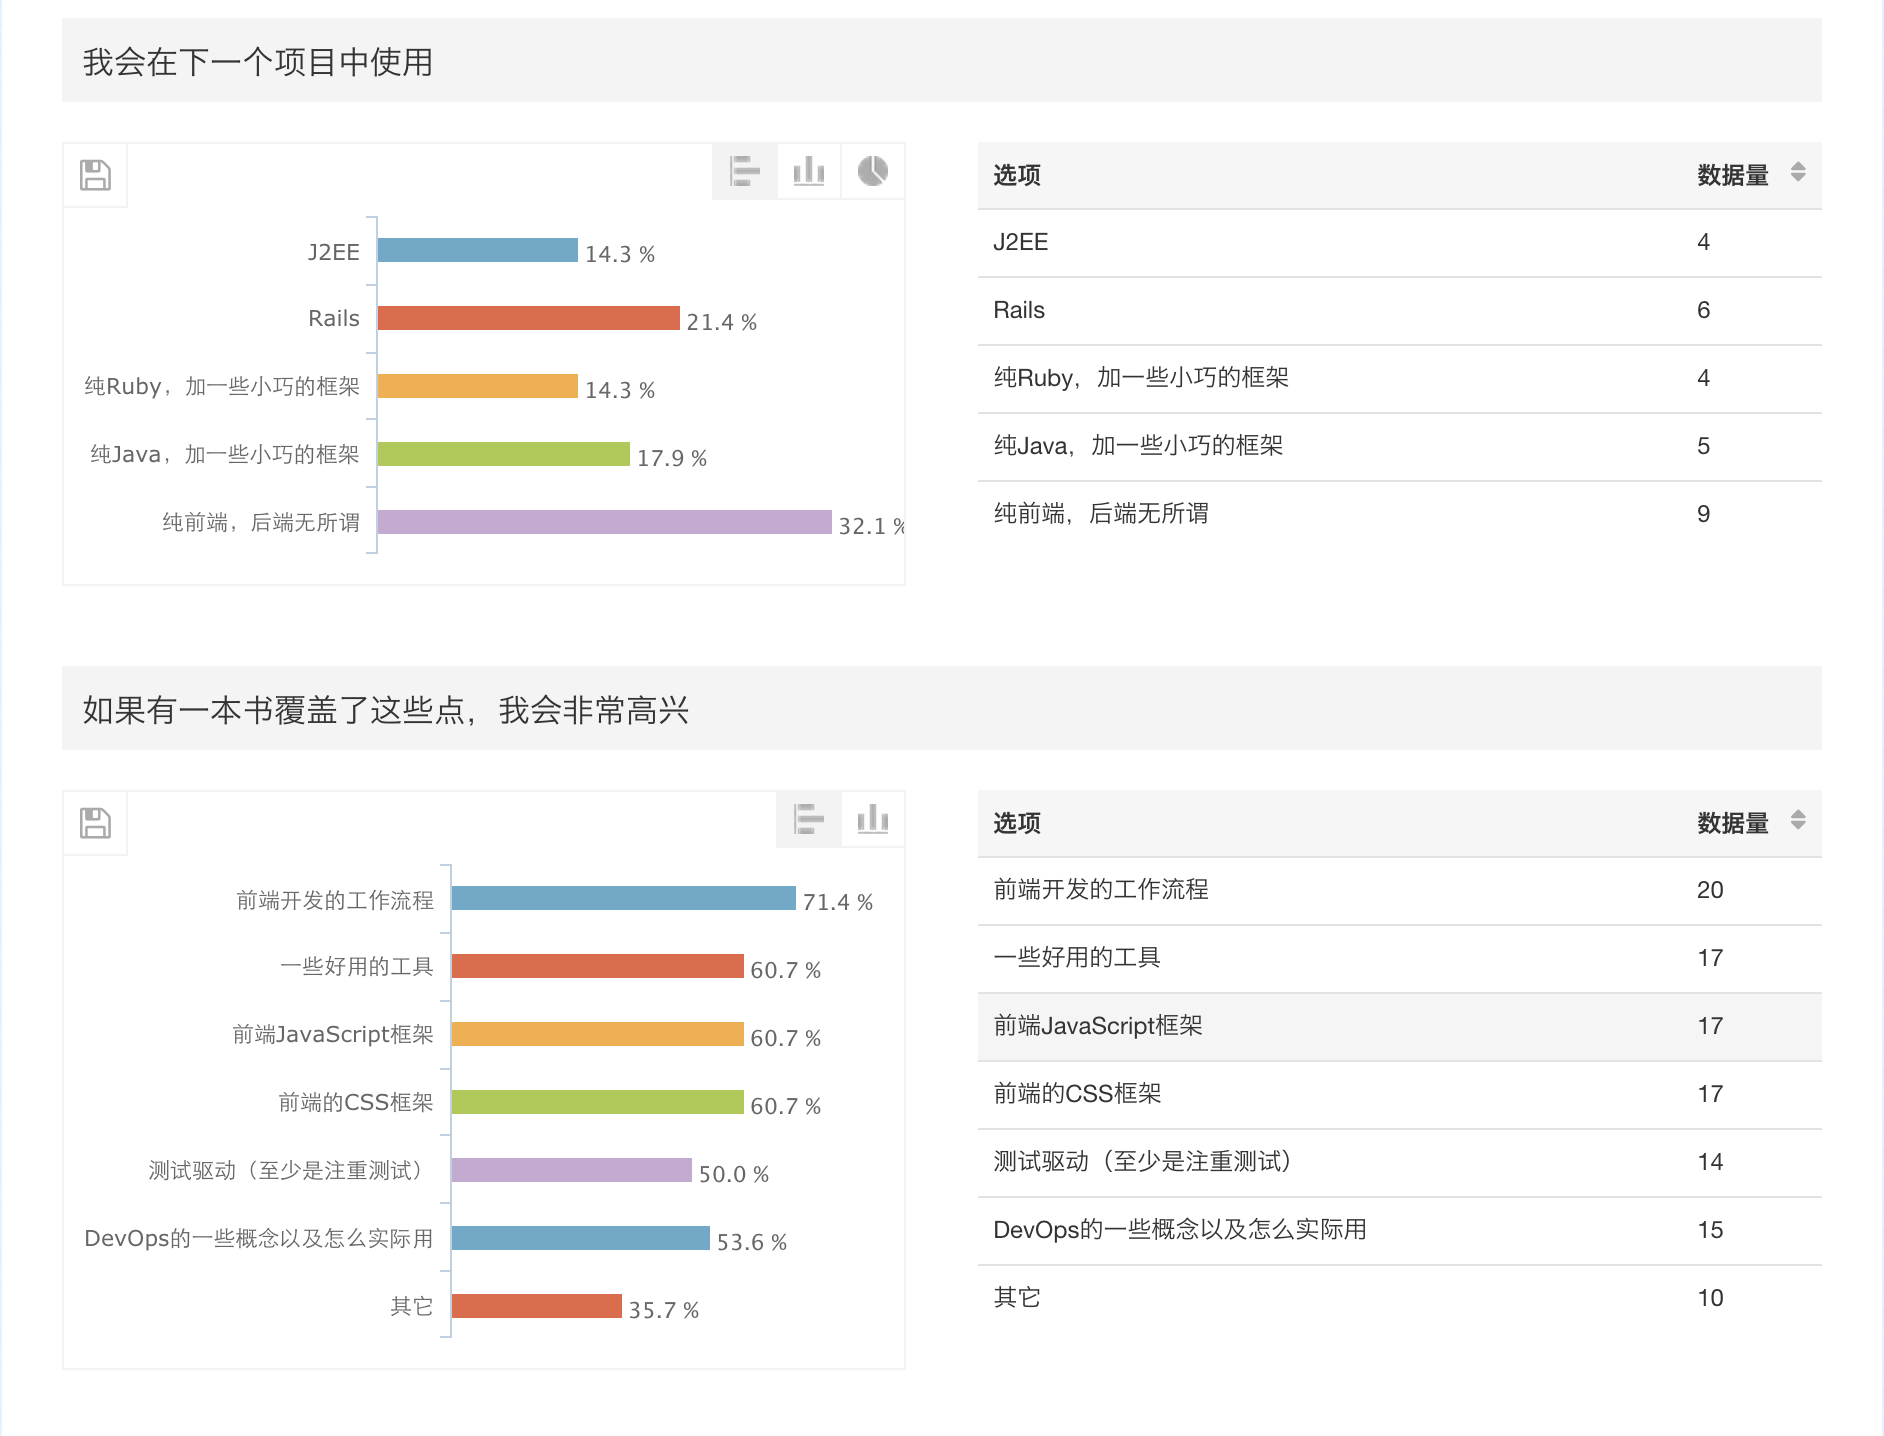 我会在下一个项目中使用
J2EE
14.3 %
Rails
21.4 %
纯Ruby，加一些小巧的框架
14.3 %
纯Java，加一些小巧的框架
17.9 %
纯前端，后端无所谓
32.1 %
选项 数据量
J2EE 4
Rails 6
纯Ruby，加一些小巧的框架 4
纯Java，加一些小巧的框架 5
纯前端，后端无所谓 9
如果有一本书覆盖了这些点，我会非常高兴
前端开发的工作流程
71.4 %
一些好用的工具
60.7 %
前端JavaScript框架
60.7 %
前端的CSS框架
60.7 %
测试驱动（至少是注重测试）
50.0 %
DevOps的一些概念以及怎么实际用
53.6 %
其它
35.7 %
选项 数据量
前端开发的工作流程 20
一些好用的工具 17
前端JavaScript框架 17
前端的CSS框架 17
测试驱动（至少是注重测试） 14
DevOps的一些概念以及怎么实际用 15
其它 10